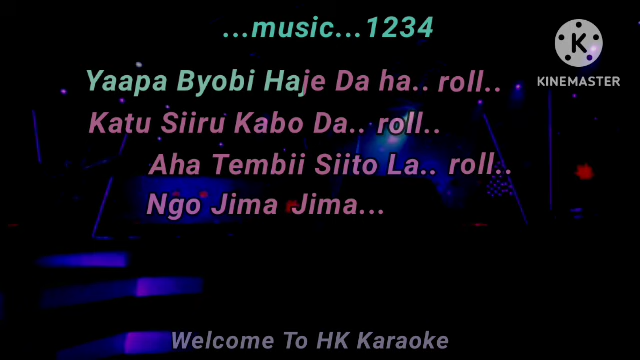 ...music...1234
KINEMASTER
Yaapa Byobi Haje Da ha.. roll..
Katu Siiru Kabo Da.. roll..
Aha Tembii Siito La.. roll..
Ngo Jima Jima...
Welcome To HK Karaoke